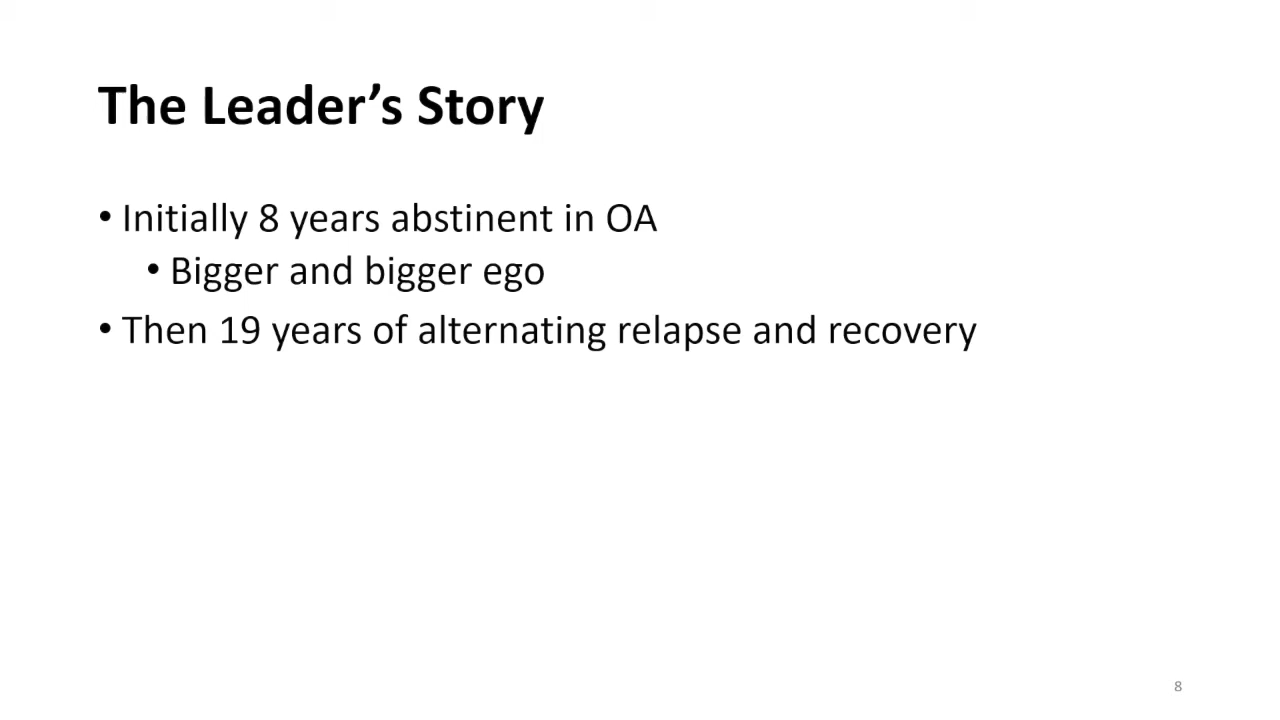 The Leader’s Story
• Initially 8 years abstinent in OA
• Bigger and bigger ego
• Then 19 years of alternating relapse and recovery
8